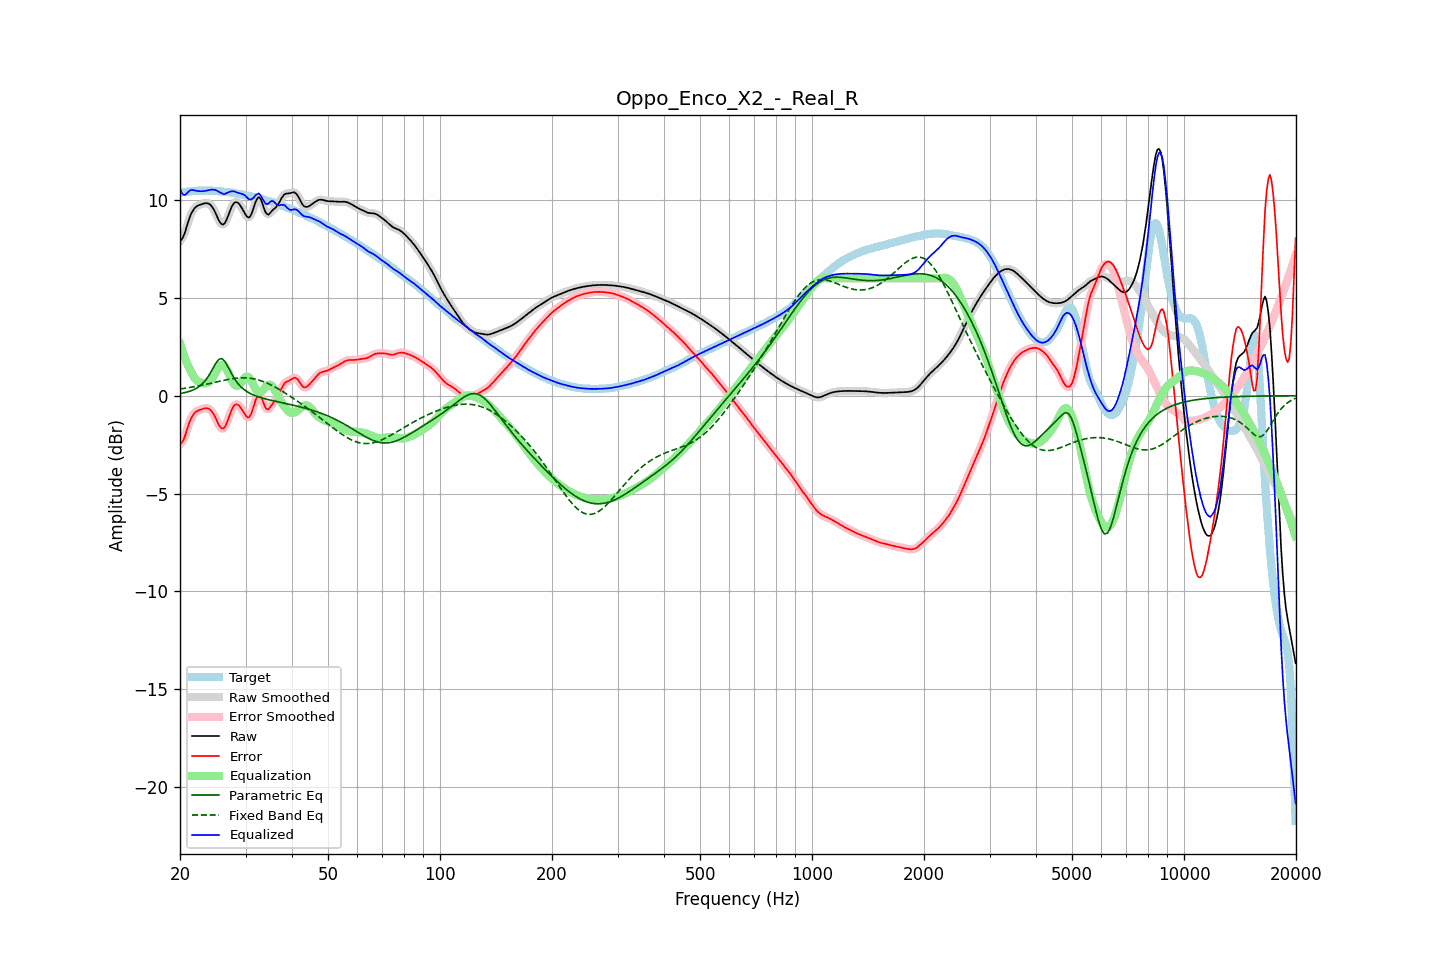 Oppo_Enco_X2_-_Real_R
Amplitude (dBr)
10
5
0
−5
−10
−15
−20
Target
Raw Smoothed
Error Smoothed
Raw
Error
Equalization
Parametric Eq
Fixed Band Eq
Equalized
20 50 100 200 500 1000 2000 5000 10000 20000
Frequency (Hz)